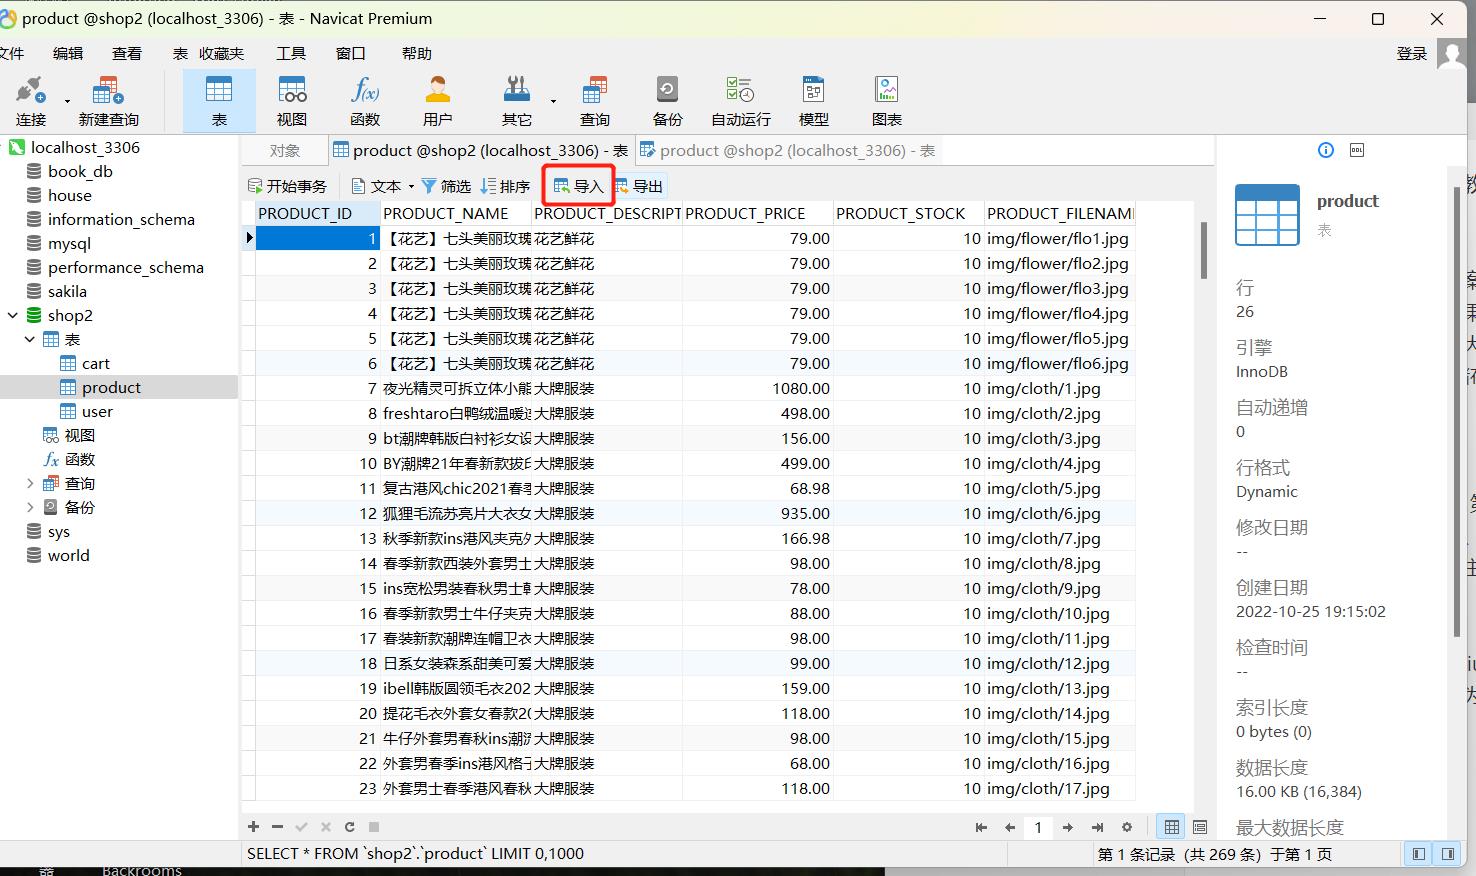 product @shop2 (localhost_3306) - 表 - Navicat Premium
文件 编辑 查看 表 收藏夹 工具 窗口 帮助 登录
连接 新建查询 表 视图 函数 用户 其它 查询 备份 自动运行 模型 图表
localhost_3306
book_db
house
information_schema
mysql
performance_schema
sakila
shop2
表
cart
product
user
视图
函数
查询
备份
sys
world
对象 product @shop2 (localhost_3306) - 表 product @shop2 (localhost_3306) - 表
开始事务 文本 筛选 排序 导入 导出
PRODUCT_ID PRODUCT_NAME PRODUCT_DESCRIPT PRODUCT_PRICE PRODUCT_STOCK PRODUCT_FILENAM
1 【花艺】七头美丽玫瑰 花艺鲜花 79.00 10 img/flower/flo1.jpg
2 【花艺】七头美丽玫瑰 花艺鲜花 79.00 10 img/flower/flo2.jpg
3 【花艺】七头美丽玫瑰 花艺鲜花 79.00 10 img/flower/flo3.jpg
4 【花艺】七头美丽玫瑰 花艺鲜花 79.00 10 img/flower/flo4.jpg
5 【花艺】七头美丽玫瑰 花艺鲜花 79.00 10 img/flower/flo5.jpg
6 【花艺】七头美丽玫瑰 花艺鲜花 79.00 10 img/flower/flo6.jpg
7 夜光精灵可拆立体小能 大牌服装 1080.00 10 img/cloth/1.jpg
8 freshtaro白鸭绒温暖 大牌服装 498.00 10 img/cloth/2.jpg
9 bt潮牌韩版白衬衫女 大牌服装 156.00 10 img/cloth/3.jpg
10 BY潮牌21年春新款拔 大牌服装 499.00 10 img/cloth/4.jpg
11 复古港风chic2021春 大牌服装 68.98 10 img/cloth/5.jpg
12 狐狸毛流苏亮片大衣女 大牌服装 935.00 10 img/cloth/6.jpg
13 秋季新款ins港风夹克 大牌服装 166.98 10 img/cloth/7.jpg
14 春季新款西装外套男士 大牌服装 98.00 10 img/cloth/8.jpg
15 ins宽松男装春秋男士 大牌服装 78.00 10 img/cloth/9.jpg
16 春季新款男士牛仔夹克 大牌服装 88.00 10 img/cloth/10.jpg
17 春装新款潮牌连帽卫衣 大牌服装 98.00 10 img/cloth/11.jpg
18 日系女装森系甜美可爱 大牌服装 99.00 10 img/cloth/12.jpg
19 ibell韩版圆领毛衣202 大牌服装 159.00 10 img/cloth/13.jpg
20 提花毛衣外套女春款20 大牌服装 118.00 10 img/cloth/14.jpg
21 牛仔外套男春秋ins潮 大牌服装 98.00 10 img/cloth/15.jpg
22 外套男春季ins港风格 大牌服装 68.00 10 img/cloth/16.jpg
23 外套男士春季港风春秋 大牌服装 118.00 10 img/cloth/17.jpg
1
SELECT * FROM `shop2`.`product` LIMIT 0,1000
第 1 条记录 (共 269 条) 于第 1 页
DDL
product
表
行
26
引擎
InnoDB
自动递增
0
行格式
Dynamic
修改日期
--
创建日期
2022-10-25 19:15:02
检查时间
--
索引长度
0 bytes (0)
数据长度
16.00 KB (16,384)
最大数据长度
Backrooms